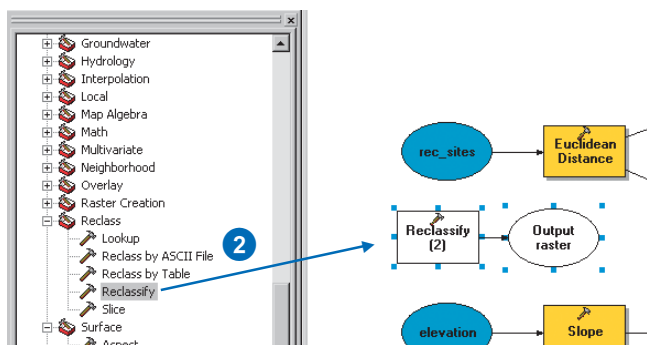 Groundwater
Hydrology
Interpolation
Local
Map Algebra
Math
Multivariate
Neighborhood
Overlay
Raster Creation
Reclass
Lookup
Reclass by ASCII File
Reclass by Table
Reclassify
Slice
Surface
Aspect
2
rec_sites
Euclidean
Distance
Reclassify
(2)
Output
raster
elevation
Slope